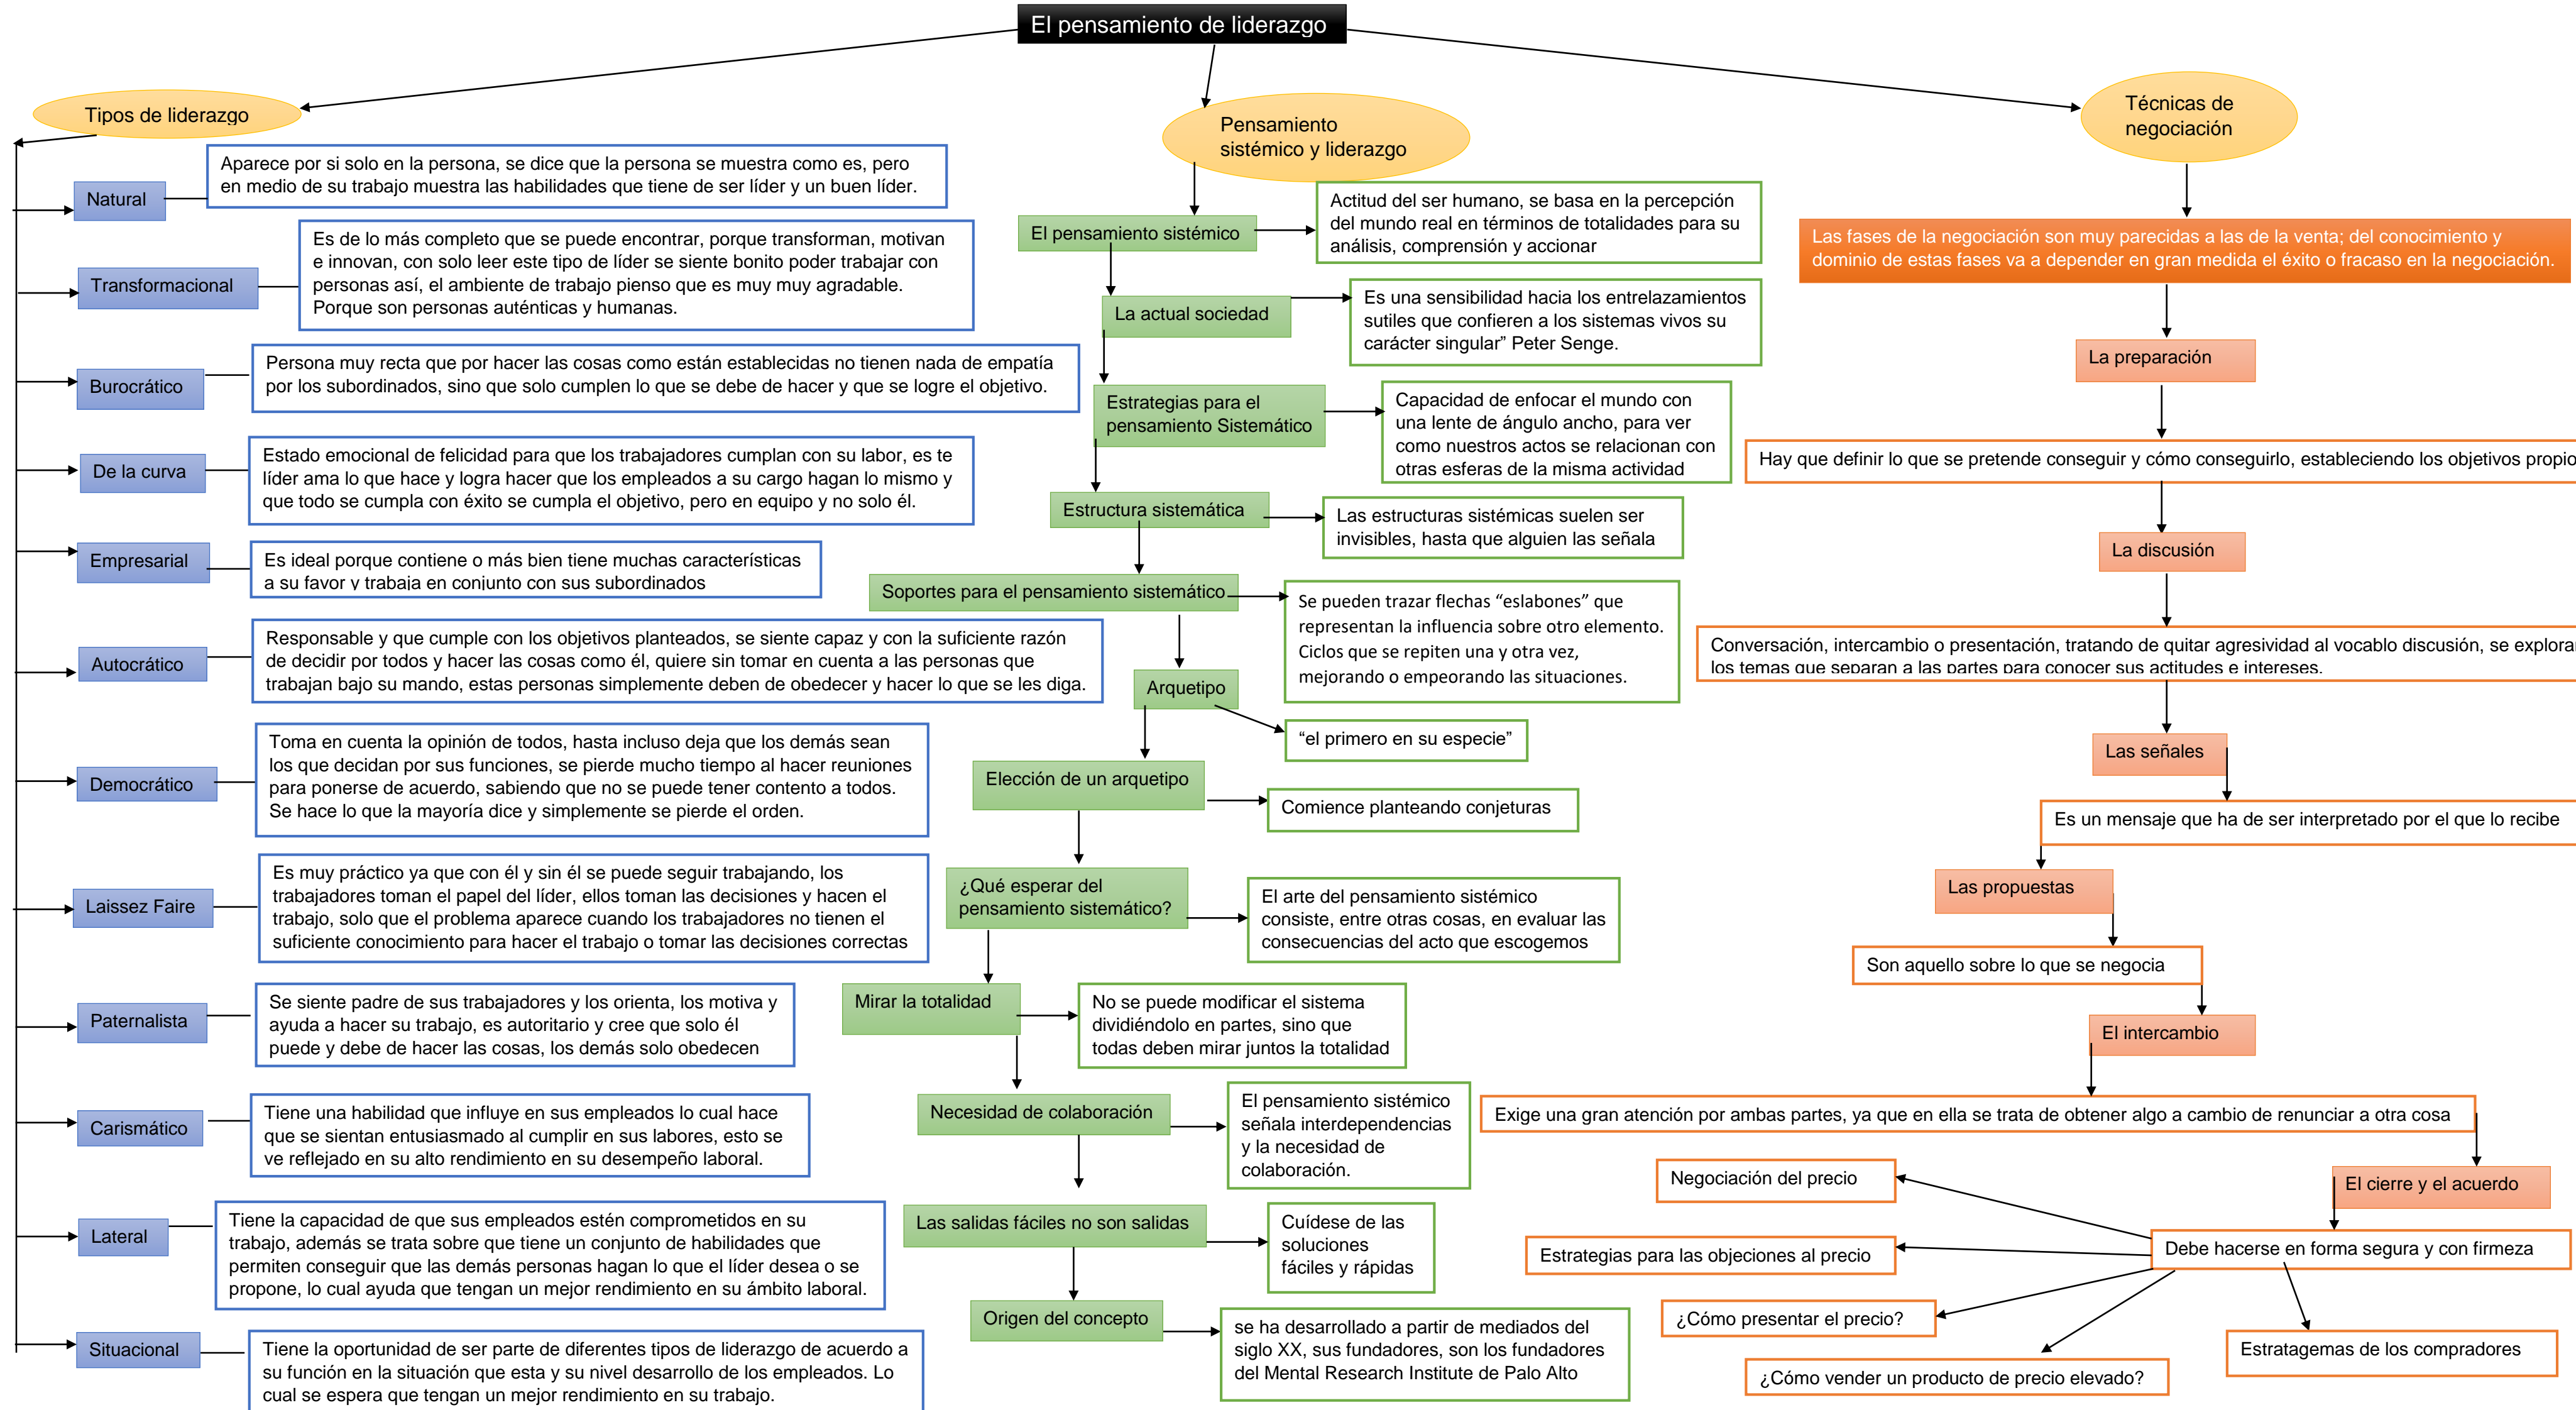 El pensamiento de liderazgo
Tipos de liderazgo
Natural
Aparece por si solo en la persona, se dice que la persona se muestra como es, pero
en medio de su trabajo muestra las habilidades que tiene de ser líder y un buen líder.
Transformacional
Es de lo más completo que se puede encontrar, porque transforman, motivan
e innovan, con solo leer este tipo de líder se siente bonito poder trabajar con
personas así, el ambiente de trabajo pienso que es muy muy agradable.
Porque son personas auténticas y humanas.
Burocrático
Persona muy recta que por hacer las cosas como están establecidas no tienen nada de empatía
por los subordinados, sino que solo cumplen lo que se debe de hacer y que se logre el objetivo.
De la curva
Estado emocional de felicidad para que los trabajadores cumplan con su labor, es te
líder ama lo que hace y logra hacer que los empleados a su cargo hagan lo mismo y
que todo se cumpla con éxito se cumpla el objetivo, pero en equipo y no solo él.
Empresarial
Es ideal porque contiene o más bien tiene muchas características
a su favor y trabaja en conjunto con sus subordinados
Autocrático
Responsable y que cumple con los objetivos planteados, se siente capaz y con la suficiente razón
de decidir por todos y hacer las cosas como él, quiere sin tomar en cuenta a las personas que
trabajan bajo su mando, estas personas simplemente deben de obedecer y hacer lo que se les diga.
Democrático
Toma en cuenta la opinión de todos, hasta incluso deja que los demás sean
los que decidan por sus funciones, se pierde mucho tiempo al hacer reuniones
para ponerse de acuerdo, sabiendo que no se puede tener contento a todos.
Se hace lo que la mayoría dice y simplemente se pierde el orden.
Laissez Faire
Es muy práctico ya que con él y sin él se puede seguir trabajando, los
trabajadores toman el papel del líder, ellos toman las decisiones y hacen el
trabajo, solo que el problema aparece cuando los trabajadores no tienen el
suficiente conocimiento para hacer el trabajo o tomar las decisiones correctas
Paternalista
Se siente padre de sus trabajadores y los orienta, los motiva y
ayuda a hacer su trabajo, es autoritario y cree que solo él
puede y debe de hacer las cosas, los demás solo obedecen
Carismático
Tiene una habilidad que influye en sus empleados lo cual hace
que se sientan entusiasmado al cumplir en sus labores, esto se
ve reflejado en su alto rendimiento en su desempeño laboral.
Lateral
Tiene la capacidad de que sus empleados estén comprometidos en su
trabajo, además se trata sobre que tiene un conjunto de habilidades que
permiten conseguir que las demás personas hagan lo que el líder desea o se
propone, lo cual ayuda que tengan un mejor rendimiento en su ámbito laboral.
Situacional
Tiene la oportunidad de ser parte de diferentes tipos de liderazgo de acuerdo a
su función en la situación que esta y su nivel desarrollo de los empleados. Lo
cual se espera que tengan un mejor rendimiento en su trabajo.
Pensamiento
sistémico y liderazgo
El pensamiento sistémico
Actitud del ser humano, se basa en la percepción
del mundo real en términos de totalidades para su
análisis, comprensión y accionar
La actual sociedad
Es una sensibilidad hacia los entrelazamientos
sutiles que confieren a los sistemas vivos su
carácter singular” Peter Senge.
Estrategias para el
pensamiento Sistemático
Capacidad de enfocar el mundo con
una lente de ángulo ancho, para ver
como nuestros actos se relacionan con
otras esferas de la misma actividad
Estructura sistemática
Las estructuras sistémicas suelen ser
invisibles, hasta que alguien las señala
Soportes para el pensamiento sistemático
Se pueden trazar flechas “eslabones” que
representan la influencia sobre otro elemento.
Ciclos que se repiten una y otra vez,
mejorando o empeorando las situaciones.
Arquetipo
“el primero en su especie”
Elección de un arquetipo
Comience planteando conjeturas
¿Qué esperar del
pensamiento sistemático?
El arte del pensamiento sistémico
consiste, entre otras cosas, en evaluar las
consecuencias del acto que escogemos
Mirar la totalidad
No se puede modificar el sistema
dividiéndolo en partes, sino que
todas deben mirar juntos la totalidad
Necesidad de colaboración
El pensamiento sistémico
señala interdependencias
y la necesidad de
colaboración.
Las salidas fáciles no son salidas
Cuídese de las
soluciones
fáciles y rápidas
Origen del concepto
se ha desarrollado a partir de mediados del
siglo XX, sus fundadores, son los fundadores
del Mental Research Institute de Palo Alto
Técnicas de
negociación
Las fases de la negociación son muy parecidas a las de la venta; del conocimiento y
dominio de estas fases va a depender en gran medida el éxito o fracaso en la negociación.
La preparación
Hay que definir lo que se pretende conseguir y cómo conseguirlo, estableciendo los objetivos propio
La discusión
Conversación, intercambio o presentación, tratando de quitar agresividad al vocablo discusión, se exploran
los temas que separan a las partes para conocer sus actitudes e intereses.
Las señales
Es un mensaje que ha de ser interpretado por el que lo recibe
Las propuestas
Son aquello sobre lo que se negocia
El intercambio
Exige una gran atención por ambas partes, ya que en ella se trata de obtener algo a cambio de renunciar a otra cosa
El cierre y el acuerdo
Debe hacerse en forma segura y con firmeza
Negociación del precio
Estrategias para las objeciones al precio
¿Cómo presentar el precio?
¿Cómo vender un producto de precio elevado?
Estratagemas de los compradores